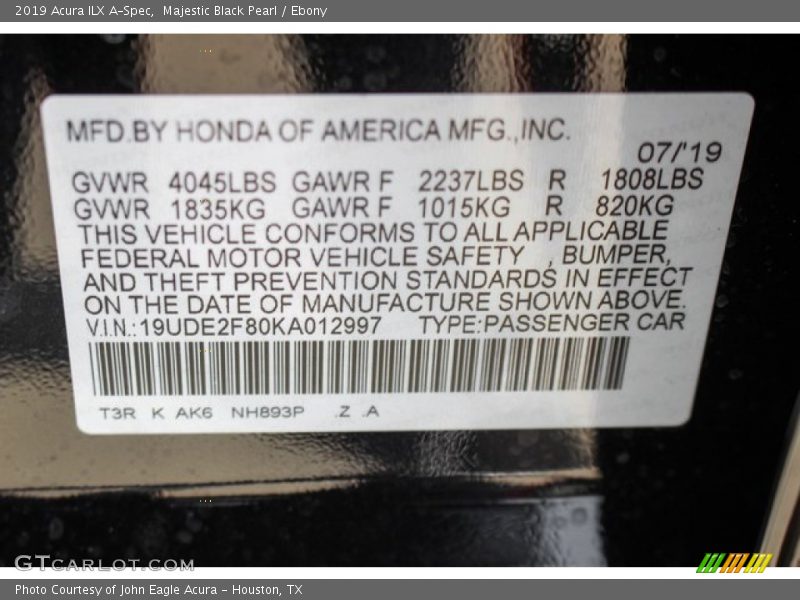 2019 Acura ILX A-Spec,  Majestic Black Pearl / Ebony
MFD.BY HONDA OF AMERICA MFG.,INC.
07/'19
GVWR 4045LBS GAWR F 2237LBS R 1808LBS
GVWR 1835KG GAWR F 1015KG R 820KG
THIS VEHICLE CONFORMS TO ALL APPLICABLE
FEDERAL MOTOR VEHICLE SAFETY , BUMPER,
AND THEFT PREVENTION STANDARDS IN EFFECT
ON THE DATE OF MANUFACTURE SHOWN ABOVE.
V.I.N.:19UDE2F80KA012997 TYPE:PASSENGER CAR
T3R K AK6 NH893P .Z .A
GTCARLOT.COM
Photo Courtesy of John Eagle Acura - Houston, TX